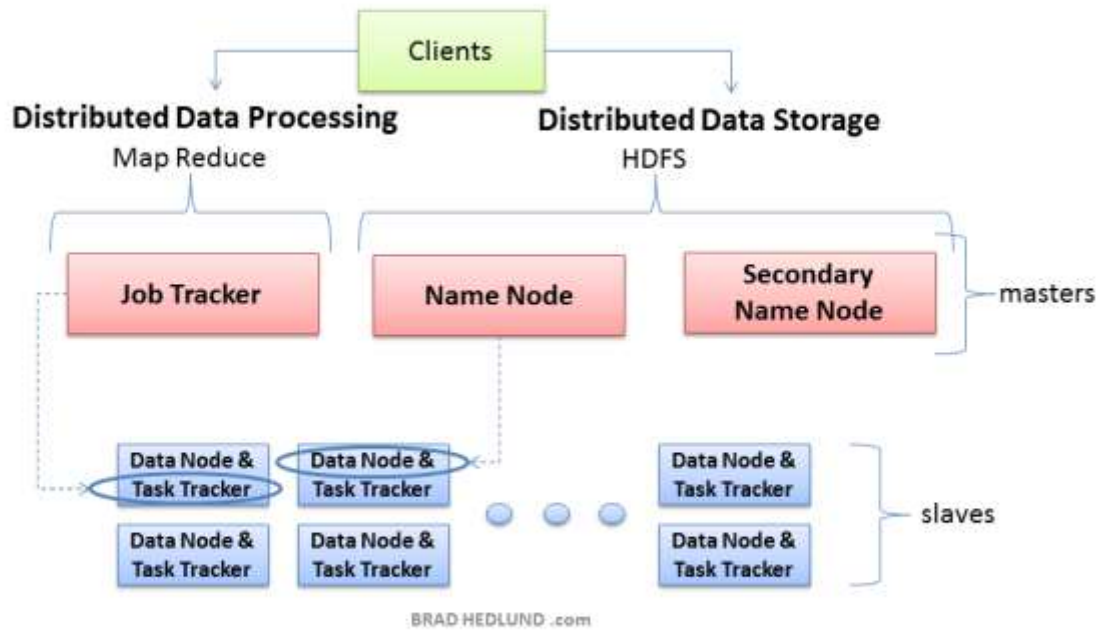 Clients
Distributed Data Processing
Map Reduce
Distributed Data Storage
HDFS
Job Tracker
Name Node
Secondary
Name Node
masters
Data Node &
Task Tracker
Data Node &
Task Tracker
Data Node &
Task Tracker
Data Node &
Task Tracker
Data Node &
Task Tracker
Data Node &
Task Tracker
slaves
BRAD HEDLUND .com